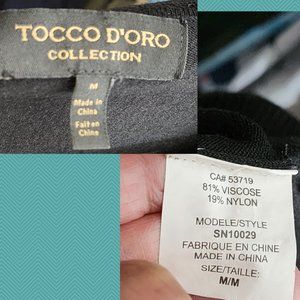 TOCCO D'ORO
COLLECTION
M
Made in
China
Fait en
Chine
CA# 53719
81% VISCOSE
19% NYLON
MODELE/STYLE
SN10029
FABRIQUE EN CHINE
MADE IN CHINA
SIZE/TAILLE:
M/M